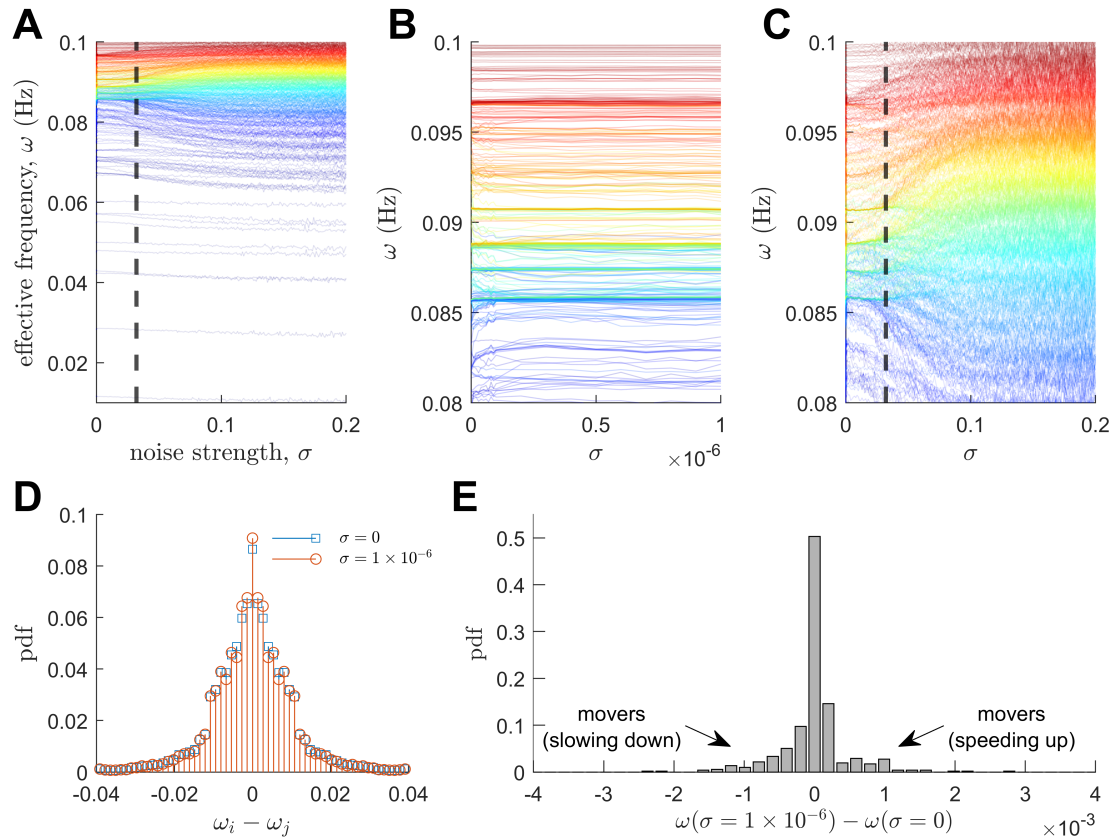 A
B
C
0.1
0.08
0.06
0.04
0.02
effective frequency, ω (Hz)
0
0.1
0.2
noise strength, σ
0.1
0.095
0.09
0.085
0.08
ω (Hz)
0
0.5
1
×10⁻⁶
σ
0.1
0.095
0.09
0.085
0.08
ω (Hz)
0
0.1
0.2
σ
D
E
0.1
0.08
0.06
0.04
0.02
0
pdf
σ = 0
σ = 1 × 10⁻⁶
-0.04
-0.02
0
0.02
0.04
ωᵢ − ωⱼ
0.5
0.4
0.3
0.2
0.1
0
pdf
movers
(slowing down)
movers
(speeding up)
-4
-3
-2
-1
0
1
2
3
4
×10⁻³
ω(σ = 1 × 10⁻⁶) − ω(σ = 0)